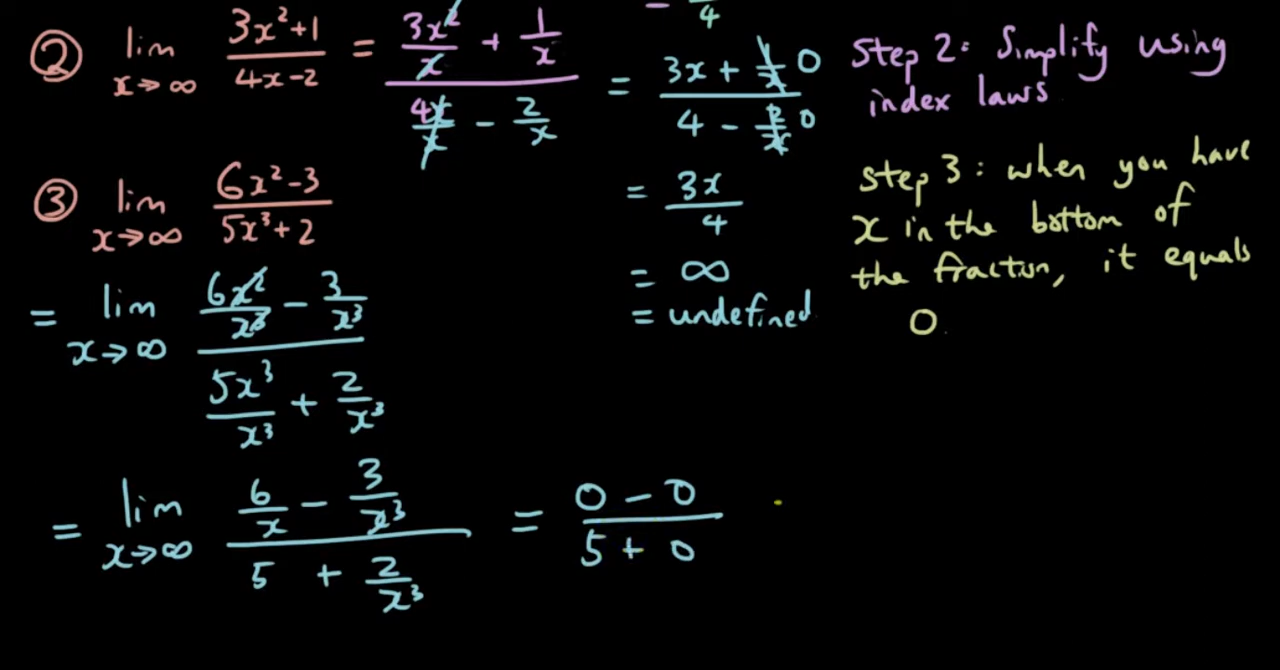 — 4
② lim x→∞ (3x²+1)/(4x-2) = (3x²/x + 1/x)/(4x/x - 2/x) = (3x + 1/x 0)/(4 - 2/x 0)
= 3x/4
= ∞
= undefined
③ lim x→∞ (6x²-3)/(5x³+2)
= lim x→∞ (6x²/x³ - 3/x³)/(5x³/x³ + 2/x³)
= lim x→∞ (6/x - 3/x³)/(5 + 2/x³) = (0 - 0)/(5 + 0)
Step 2: Simplify using
index laws
Step 3: when you have
x in the bottom of
the fraction, it equals
0.